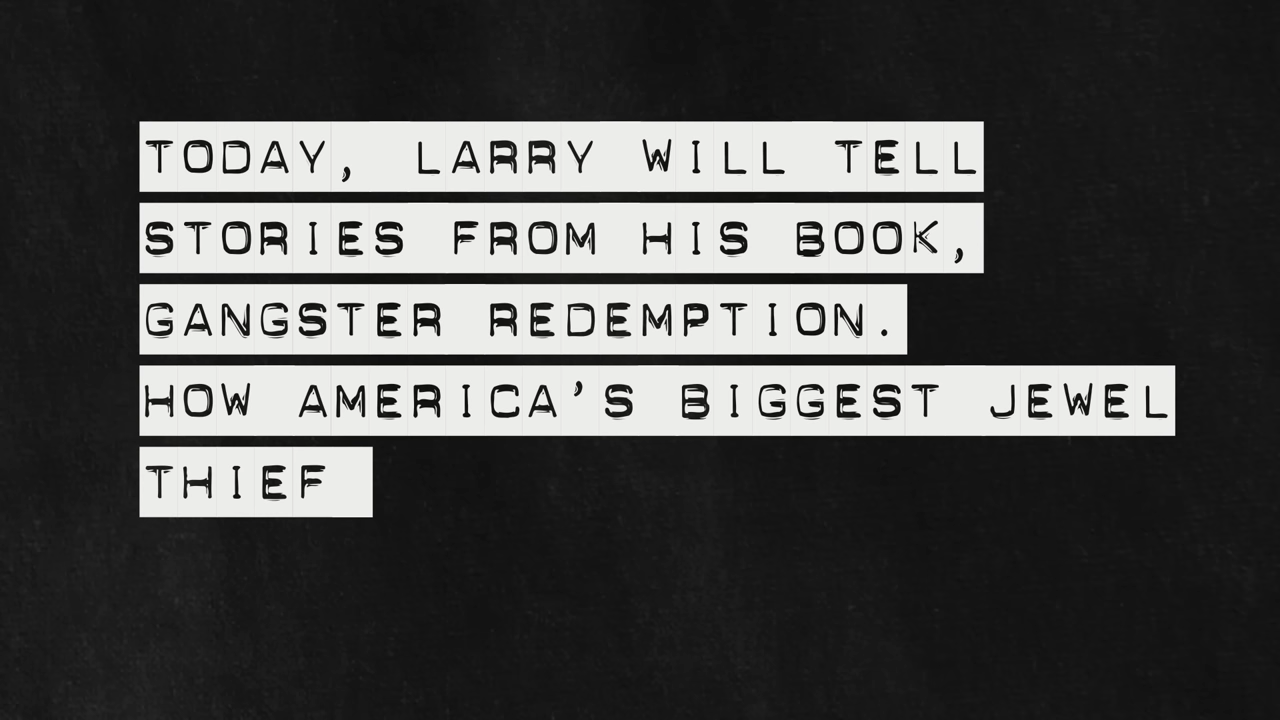 TODAY, LARRY WILL TELL
STORIES FROM HIS BOOK,
GANGSTER REDEMPTION.
HOW AMERICA’S BIGGEST JEWEL
THIEF